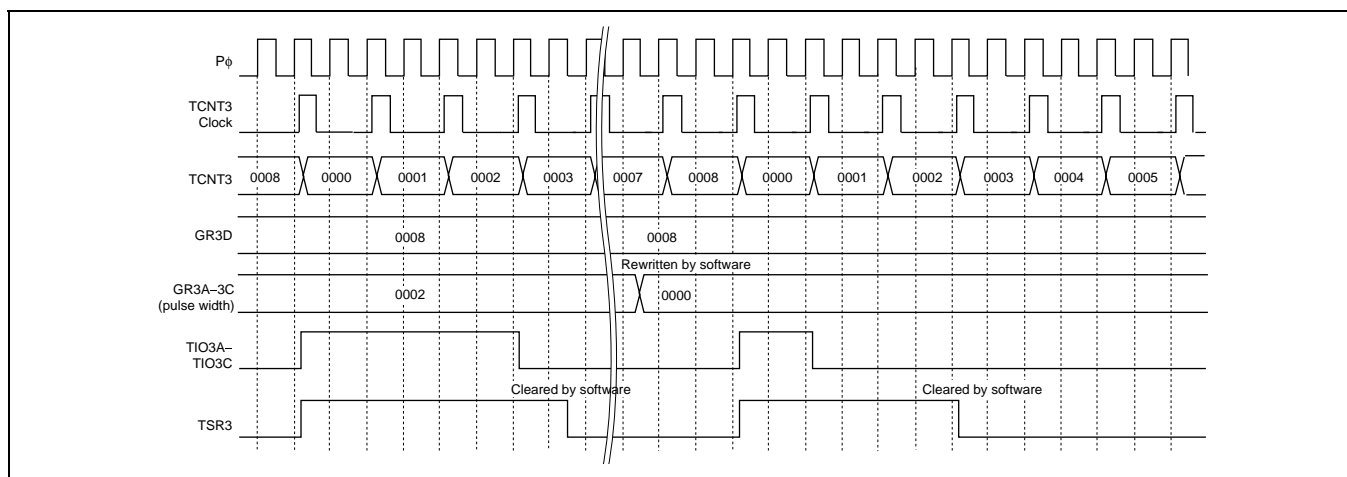 Pφ
TCNT3
Clock
TCNT3 0008 0000 0001 0002 0003 0007 0008 0000 0001 0002 0003 0004 0005
GR3D 0008 0008
Rewritten by software
GR3A–3C
(pulse width) 0002 0000
TIO3A–
TIO3C
Cleared by software Cleared by software
TSR3